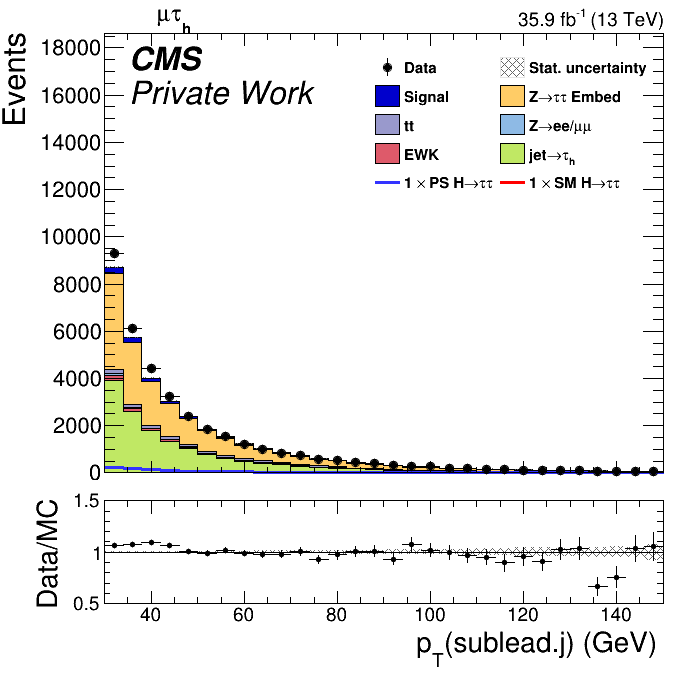 μτh
35.9 fb⁻¹ (13 TeV)
CMS
Private Work
Data
Stat. uncertainty
Signal
Z→ττ Embed
tt
Z→ee/μμ
EWK
jet→τh
1 × PS H→ττ
1 × SM H→ττ
Events
18000
16000
14000
12000
10000
8000
6000
4000
2000
0
Data/MC
1.5
1
0.5
40 60 80 100 120 140
pT(sublead.j) (GeV)